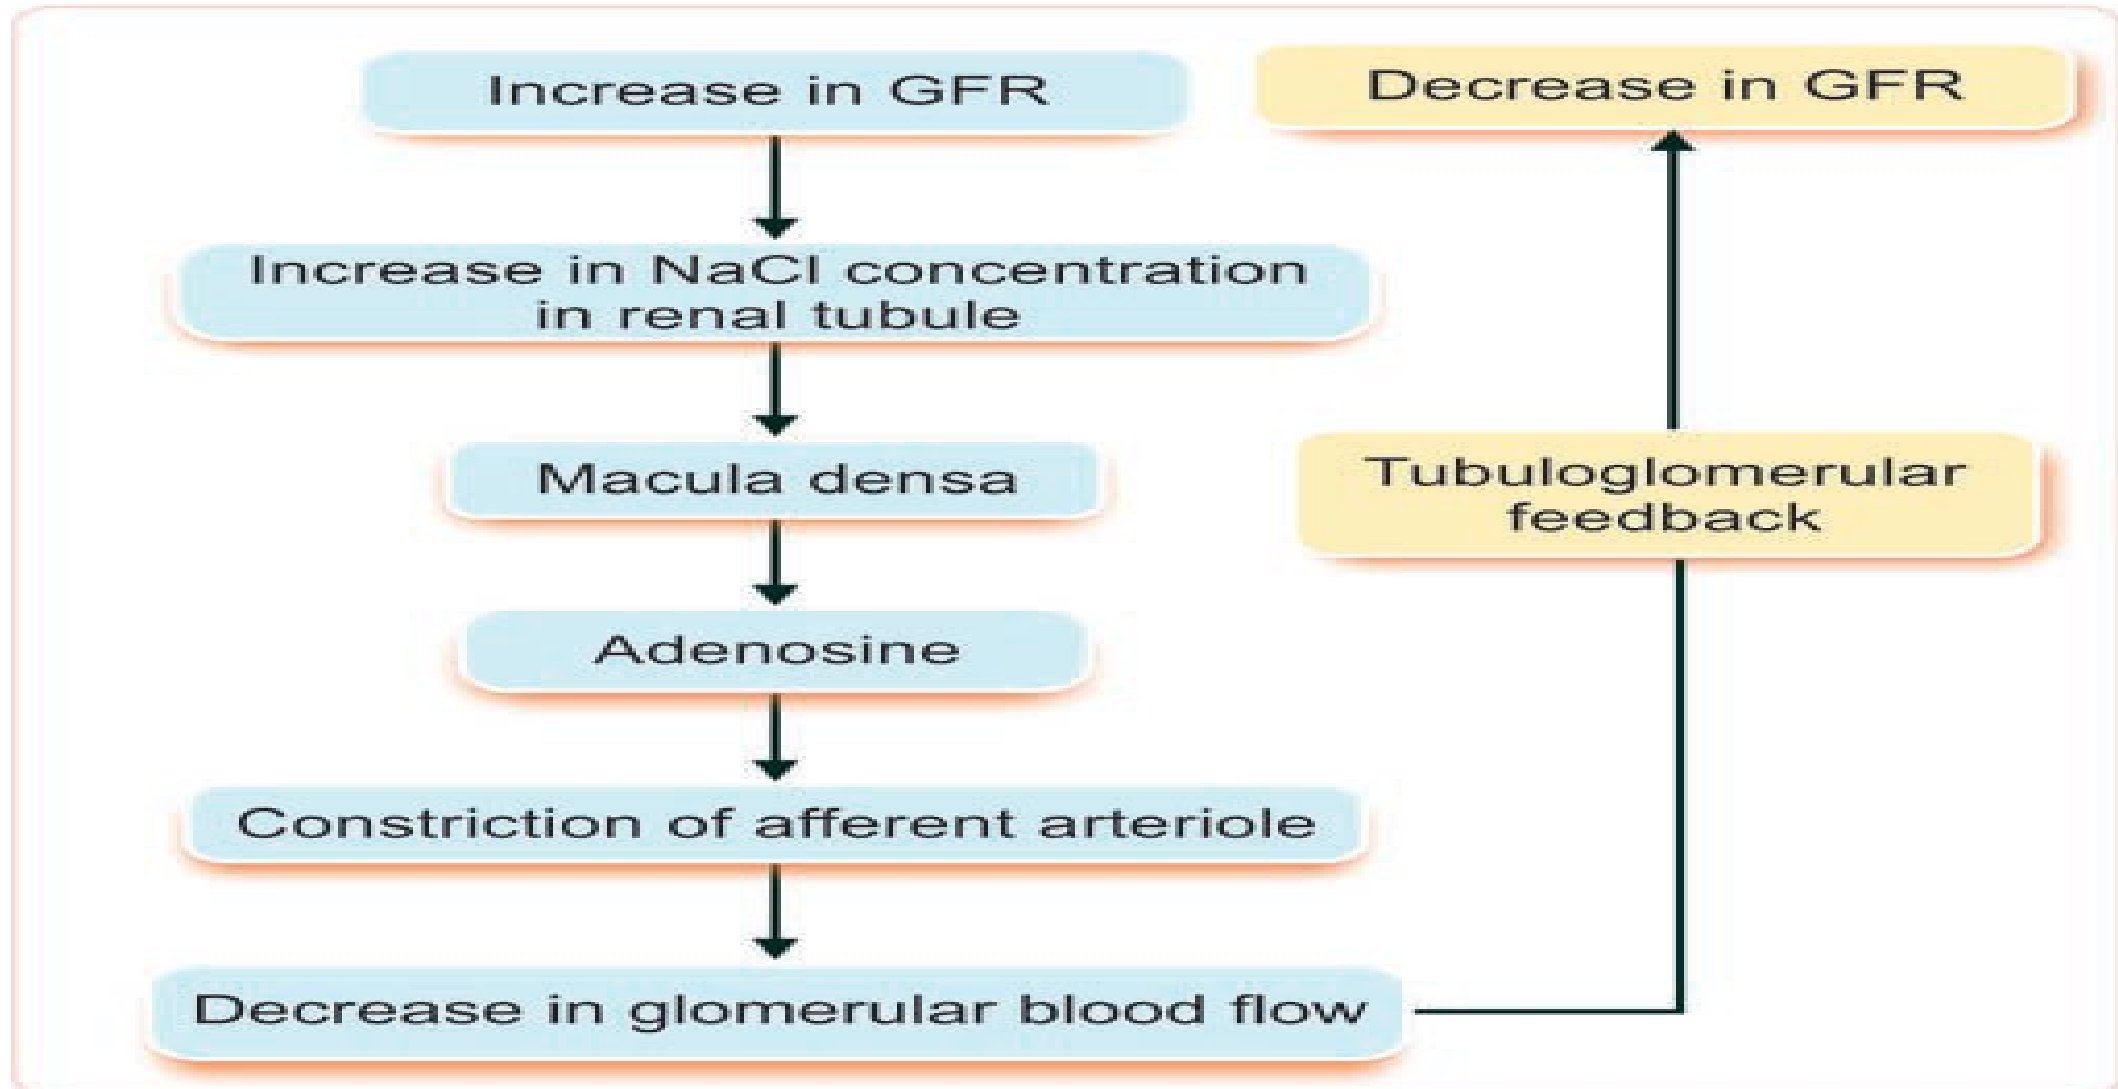 Increase in GFR
Increase in NaCl concentration
in renal tubule
Macula densa
Adenosine
Constriction of afferent arteriole
Decrease in glomerular blood flow
Tubuloglomerular
feedback
Decrease in GFR